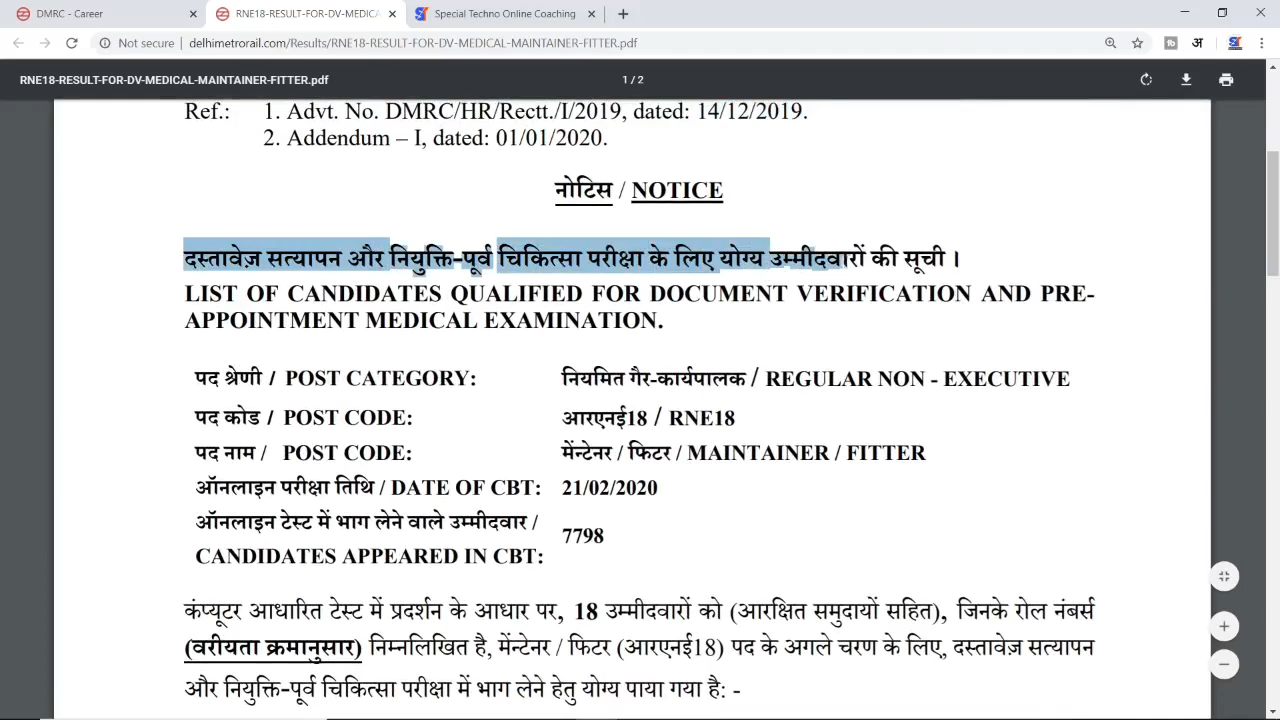 DMRC - Career
RNE18-RESULT-FOR-DV-MEDICA
Special Techno Online Coaching
Not secure | delhimetrorail.com/Results/RNE18-RESULT-FOR-DV-MEDICAL-MAINTAINER-FITTER.pdf
RNE18-RESULT-FOR-DV-MEDICAL-MAINTAINER-FITTER.pdf
1 / 2
Ref.: 1. Advt. No. DMRC/HR/Rectt./I/2019, dated: 14/12/2019.
2. Addendum – I, dated: 01/01/2020.
नोटिस / NOTICE
दस्तावेज़ सत्यापन और नियुक्ति-पूर्व चिकित्सा परीक्षा के लिए योग्य उम्मीदवारों की सूची ।
LIST OF CANDIDATES QUALIFIED FOR DOCUMENT VERIFICATION AND PRE-
APPOINTMENT MEDICAL EXAMINATION.
पद श्रेणी / POST CATEGORY: नियमित गैर-कार्यपालक / REGULAR NON - EXECUTIVE
पद कोड / POST CODE: आरएनई18 / RNE18
पद नाम / POST CODE: मेंन्टेनर / फिटर / MAINTAINER / FITTER
ऑनलाइन परीक्षा तिथि / DATE OF CBT: 21/02/2020
ऑनलाइन टेस्ट में भाग लेने वाले उम्मीदवार /
CANDIDATES APPEARED IN CBT: 7798
कंप्यूटर आधारित टेस्ट में प्रदर्शन के आधार पर, 18 उम्मीदवारों को (आरक्षित समुदायों सहित), जिनके रोल नंबर्स
(वरीयता क्रमानुसार) निम्नलिखित है, मेंन्टेनर / फिटर (आरएनई18) पद के अगले चरण के लिए, दस्तावेज़ सत्यापन
और नियुक्ति-पूर्व चिकित्सा परीक्षा में भाग लेने हेतु योग्य पाया गया है: -